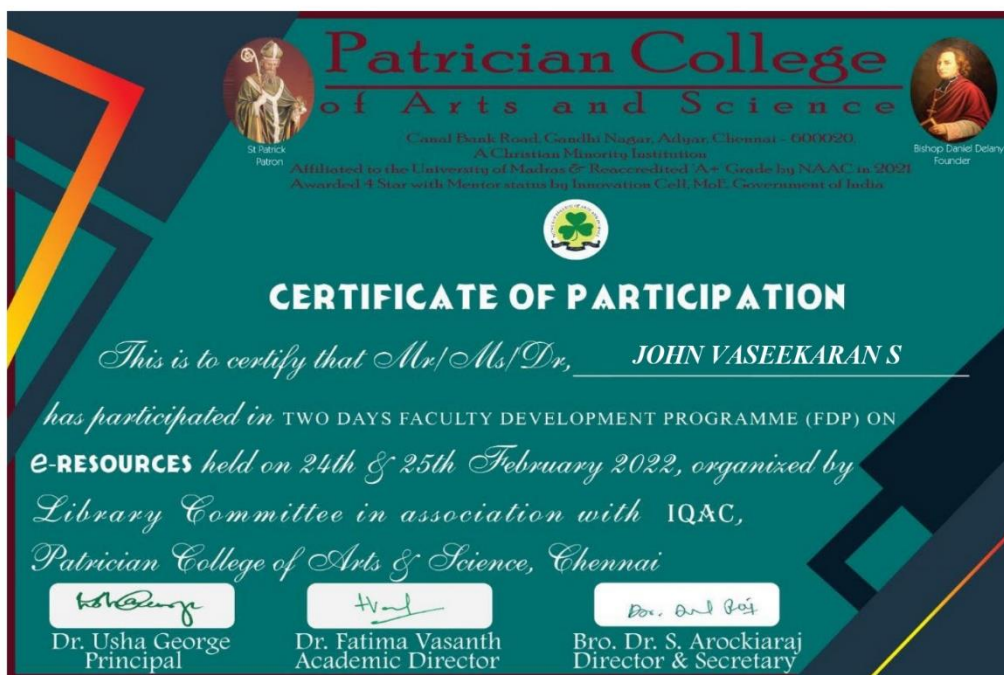 Patrician College
of Arts and Science
Canal Bank Road, Gandhi Nagar, Adyar, Chennai - 600020.
A Christian Minority Institution
Affiliated to the University of Madras & Reaccredited 'A+' Grade by NAAC in 2021
Awarded 4 Star with Mentor status by Innovation Cell, MoE, Government of India
St Patrick
Patron
Bishop Daniel Delany
Founder
CERTIFICATE OF PARTICIPATION
This is to certify that Mr/Ms/Dr, JOHN VASEEKARAN S
has participated in TWO DAYS FACULTY DEVELOPMENT PROGRAMME (FDP) ON
e-RESOURCES held on 24th & 25th February 2022, organized by
Library Committee in association with IQAC,
Patrician College of Arts & Science, Chennai
Dr. Usha George
Principal
Dr. Fatima Vasanth
Academic Director
Bro. Dr. S. Arockiaraj
Director & Secretary